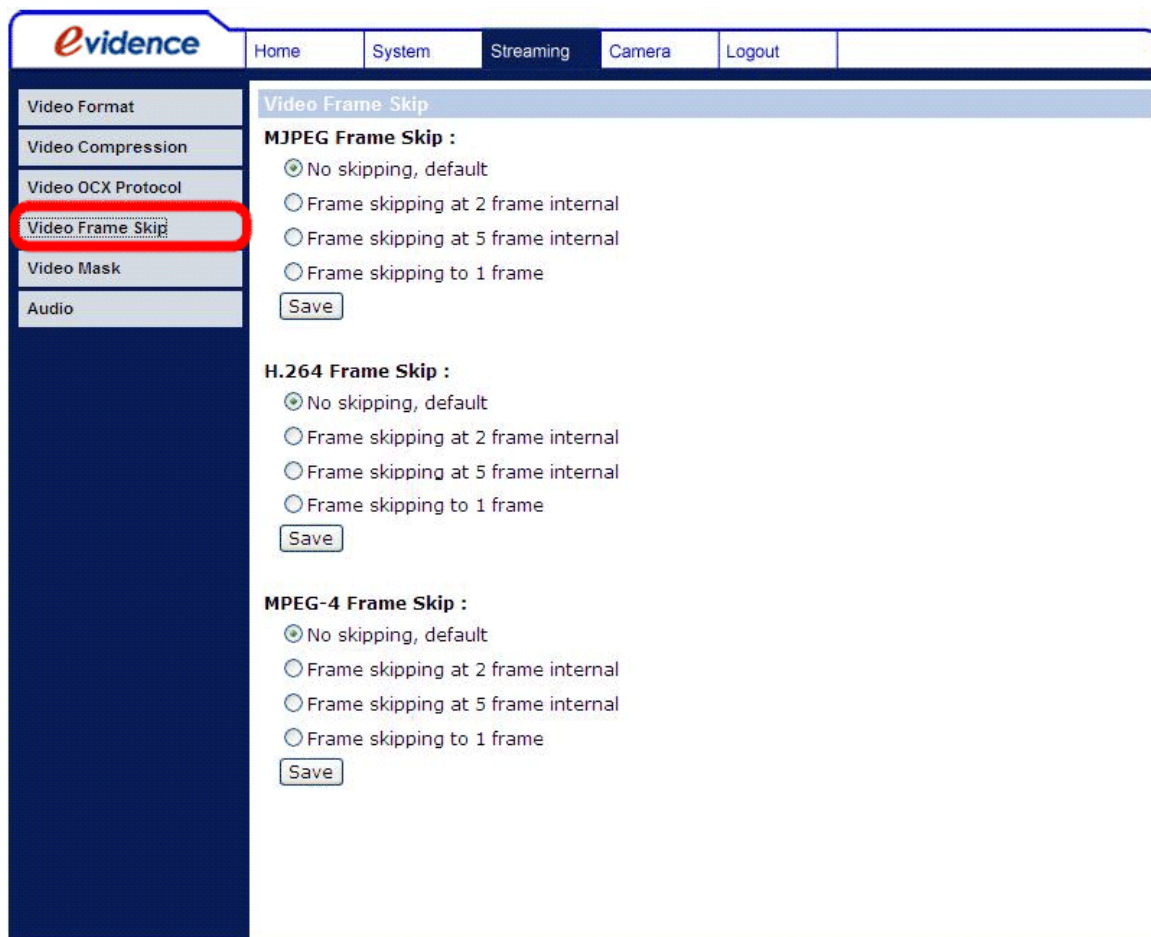 evidence
Home System Streaming Camera Logout
Video Format
Video Compression
Video OCX Protocol
Video Frame Skip
Video Mask
Audio
Video Frame Skip
MJPEG Frame Skip :
No skipping, default
Frame skipping at 2 frame internal
Frame skipping at 5 frame internal
Frame skipping to 1 frame
Save
H.264 Frame Skip :
No skipping, default
Frame skipping at 2 frame internal
Frame skipping at 5 frame internal
Frame skipping to 1 frame
Save
MPEG-4 Frame Skip :
No skipping, default
Frame skipping at 2 frame internal
Frame skipping at 5 frame internal
Frame skipping to 1 frame
Save